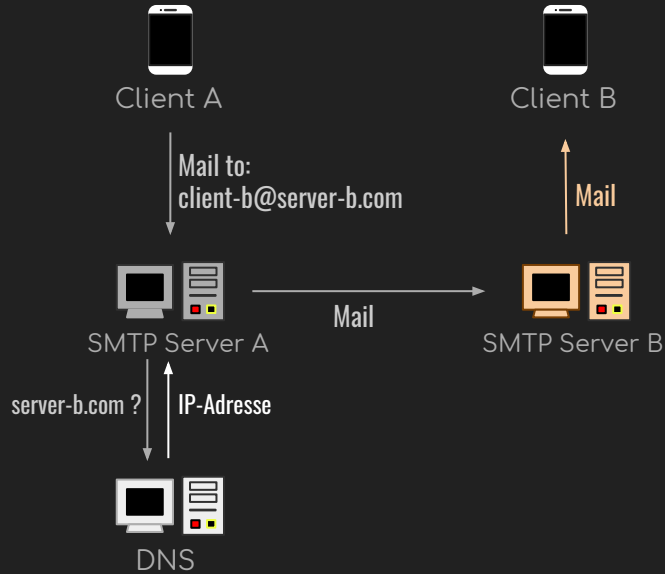 Client A
Client B
Mail to:
client-b@server-b.com
Mail
Mail
SMTP Server A
SMTP Server B
server-b.com ?
IP-Adresse
DNS